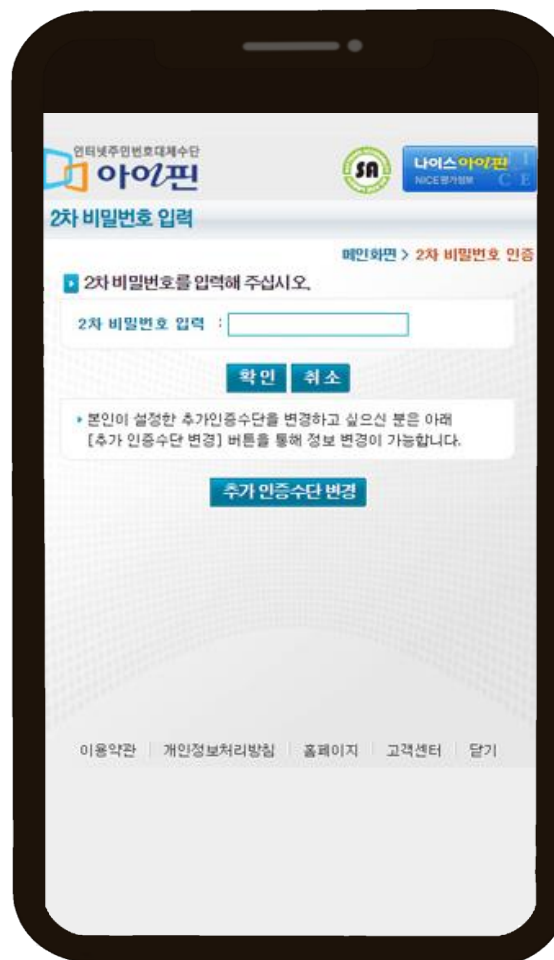 인터넷주민번호대체수단
아이핀
SA
나이스아이핀
NICE평가정보
NICE
2차 비밀번호 입력
메인화면 > 2차 비밀번호 인증
2차 비밀번호를 입력해 주십시오.
2차 비밀번호 입력 :
확인 취소
본인이 설정한 추가인증수단을 변경하고 싶으신 분은 아래
[추가 인증수단 변경] 버튼을 통해 정보 변경이 가능합니다.
추가 인증수단 변경
이용약관 개인정보처리방침 홈페이지 고객센터 닫기